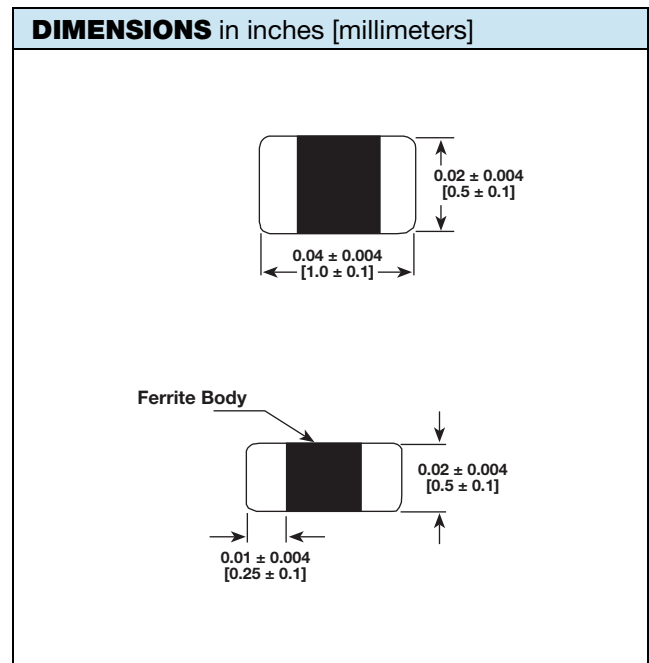 DIMENSIONS in inches [millimeters]
0.02 ± 0.004
[0.5 ± 0.1]
0.04 ± 0.004
[1.0 ± 0.1]
Ferrite Body
0.02 ± 0.004
[0.5 ± 0.1]
0.01 ± 0.004
[0.25 ± 0.1]